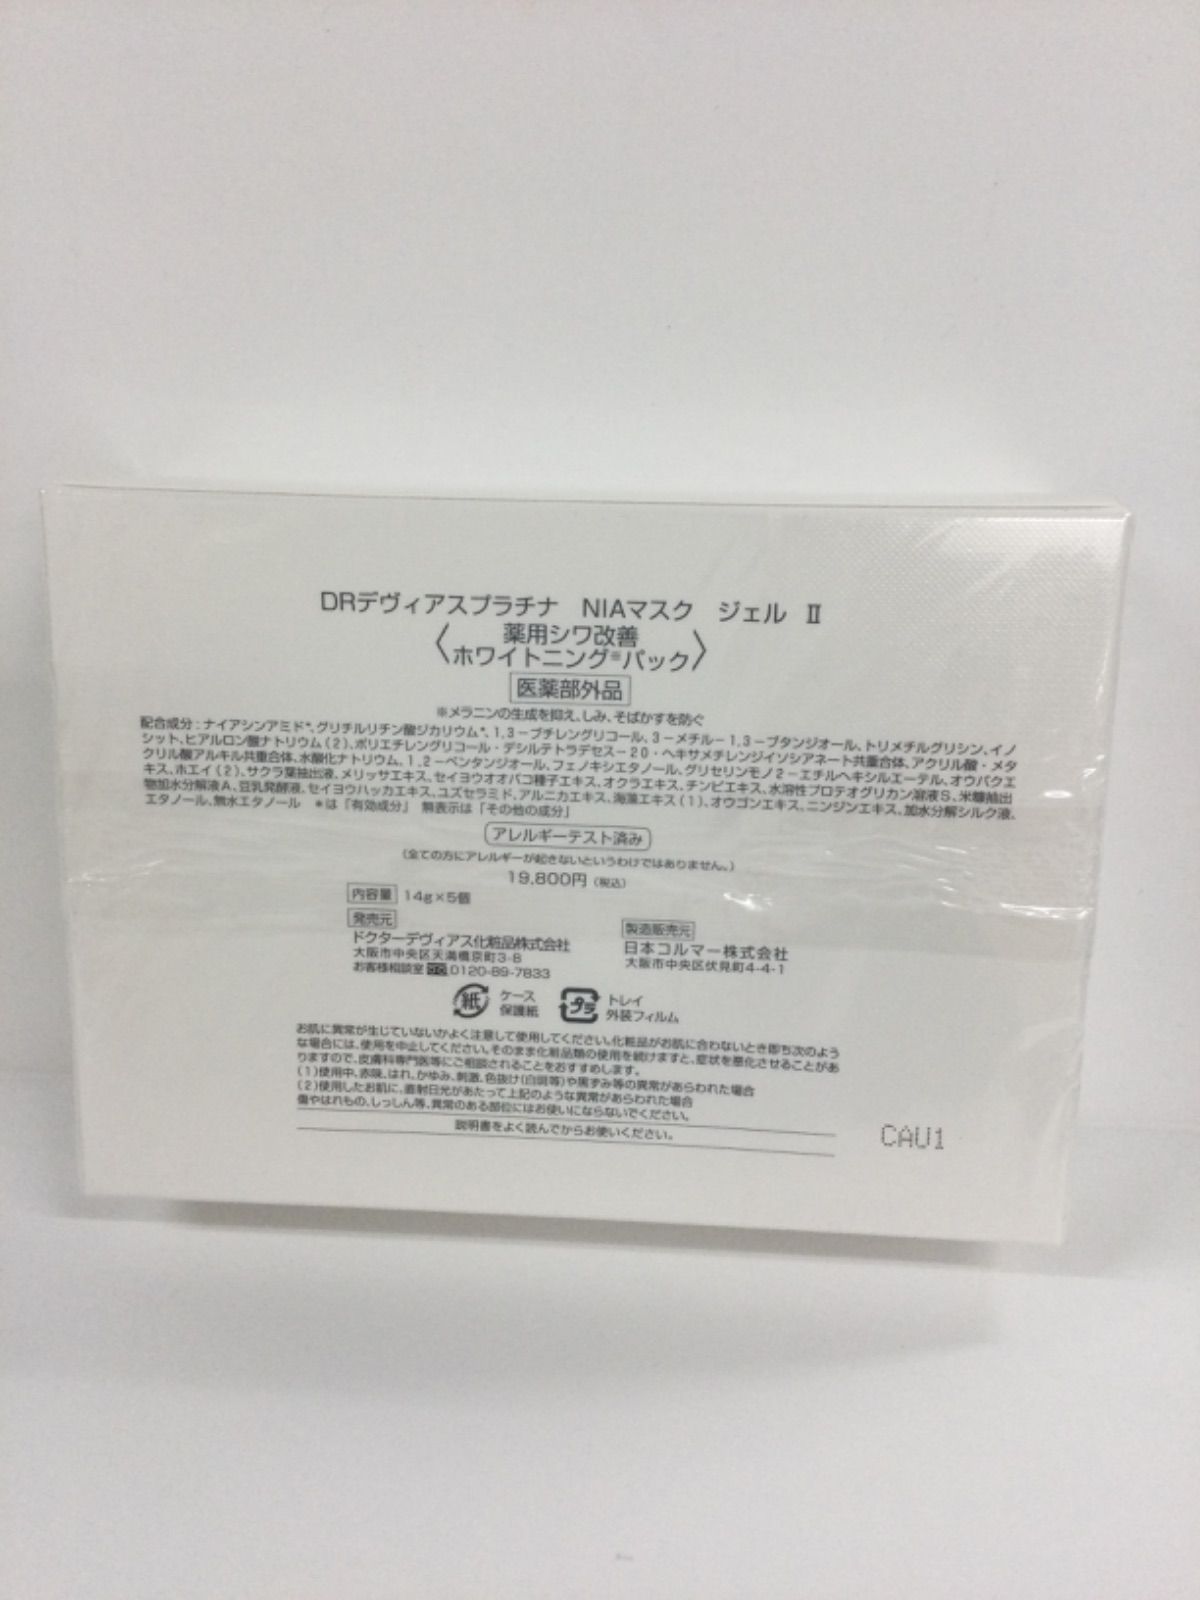 DRデヴィアスプラチナ NIAマスク ジェル Ⅱ
〈薬用シワ改善
ホワイトニング※パック〉
医薬部外品
※メラニンの生成を抑え、しみ、そばかすを防ぐ
配合成分：ナイアシンアミド*、グリチルリチン酸ジカリウム*、1,3－ブチレングリコール、3－メチル－1,3－ブタンジオール、トリメチルグリシン、イノ
シット、ヒアルロン酸ナトリウム(2)、ポリエチレングリコール・デシルテトラデセス－20・ヘキサメチレンジイソシアネート共重合体、アクリル酸・メタ
クリル酸アルキル共重合体、水酸化ナトリウム、1,2－ペンタンジオール、フェノキシエタノール、グリセリンモノ2－エチルヘキシルエーテル、オウバクエ
キス、ホエイ(2)、サクラ葉抽出液、メリッサエキス、セイヨウオオバコ種子エキス、オクラエキス、チンピエキス、水溶性プロテオグリカン溶液S、米糠抽出
物加水分解液A、豆乳発酵液、セイヨウハッカエキス、ユズセラミド、アルニカエキス、海藻エキス(1)、オウゴンエキス、ニンジンエキス、加水分解シルク液、
エタノール、無水エタノール *は「有効成分」 無表示は「その他の成分」
アレルギーテスト済み
(全ての方にアレルギーが起きないというわけではありません。)
19,800円(税込)
内容量 14g×5個
発売元
ドクターデヴィアス化粧品株式会社
大阪市中央区天満橋京町3-8
お客様相談室 0120-89-7833
製造販売元
日本コルマー株式会社
大阪市中央区伏見町4-4-1
紙 ケース
保護紙
プラ トレイ
外装フィルム
お肌に異常が生じていないかよく注意して使用してください。化粧品がお肌に合わないとき即ち次のよう
な場合には、使用を中止してください。そのまま化粧品類の使用を続けますと、症状を悪化させることがあ
りますので、皮膚科専門医等にご相談されることをおすすめします。
(1)使用中、赤味、はれ、かゆみ、刺激、色抜け(白斑等)や黒ずみ等の異常があらわれた場合
(2)使用したお肌に、直射日光があたって上記のような異常があらわれた場合
傷やはれもの、しっしん等、異常のある部位にはお使いにならないでください。
説明書をよく読んでからお使いください。
CAU1